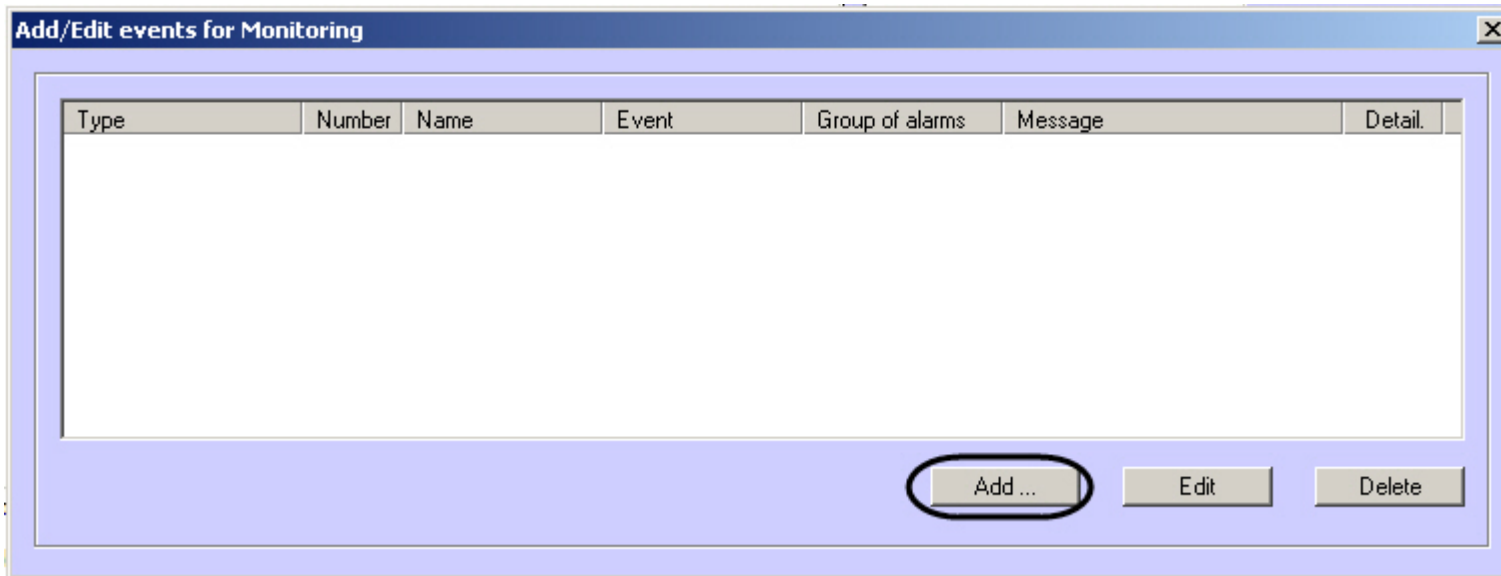 Add/Edit events for Monitoring
Type Number Name Event Group of alarms Message Detail.
Add ... Edit Delete